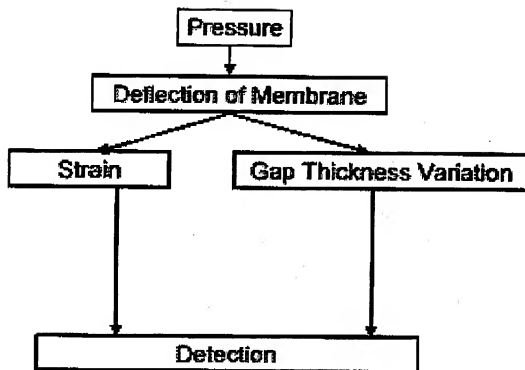 Pressure
Deflection of Membrane
Strain
Gap Thickness Variation
Detection